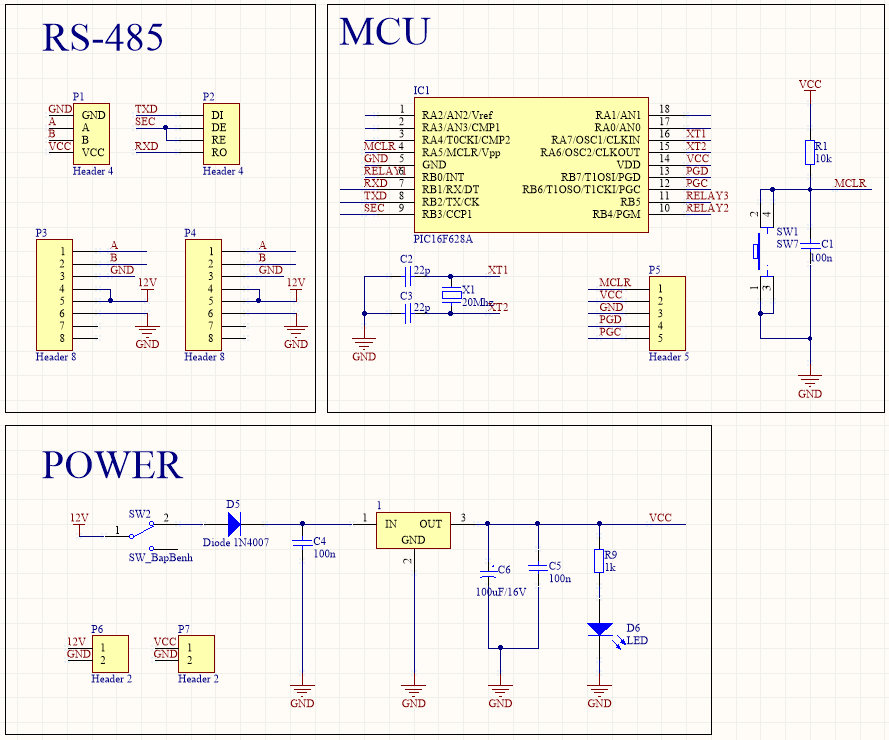 RS-485
P1
GND
A
B
VCC
GND
A
B
VCC
Header 4
P2
TXD
SEC
RXD
DI
DE
RE
RO
Header 4
P3
1
2
3
4
5
6
7
8
A
B
GND
12V
GND
Header 8
P4
1
2
3
4
5
6
7
8
A
B
GND
12V
GND
Header 8
MCU
IC1
MCLR
GND
RELAY1
RXD
TXD
SEC
1
2
3
4
5
6
7
8
9
RA2/AN2/Vref
RA3/AN3/CMP1
RA4/T0CKI/CMP2
RA5/MCLR/Vpp
GND
RB0/INT
RB1/RX/DT
RB2/TX/CK
RB3/CCP1
RA1/AN1
RA0/AN0
RA7/OSC1/CLKIN
RA6/OSC2/CLKOUT
VDD
RB7/T1OSI/PGD
RB6/T1OSO/T1CKI/PGC
RB5
RB4/PGM
18
17
16
15
14
13
12
11
10
XT1
XT2
VCC
PGD
PGC
RELAY3
RELAY2
PIC16F628A
C2
22p
XT1
X1
20Mhz
C3
22p
XT2
GND
P5
MCLR
VCC
GND
PGD
PGC
1
2
3
4
5
Header 5
VCC
R1
10k
MCLR
2
4
SW1
SW7
1
3
C1
100n
GND
POWER
12V
SW2
1
2
SW_BapBenh
D5
Diode 1N4007
C4
100n
GND
1
1
IN
OUT
GND
3
2
GND
VCC
C6
100uF/16V
C5
100n
GND
R9
1k
D6
LED
GND
P6
12V
GND
1
2
Header 2
P7
VCC
GND
1
2
Header 2